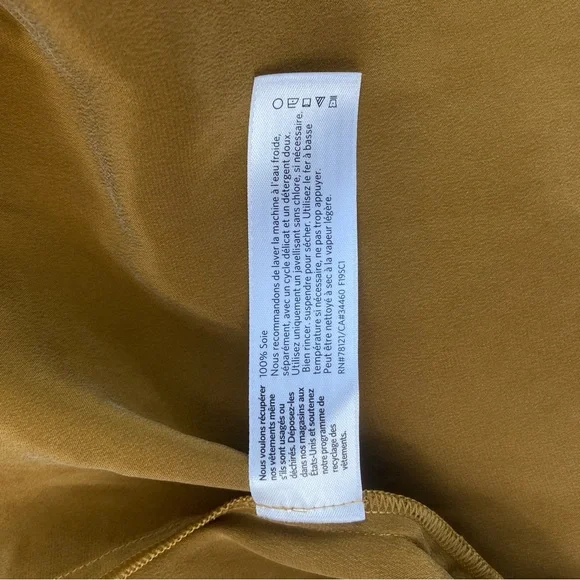 100% Soie
Nous recommandons de laver la machine à l'eau froide,
séparément, avec un cycle délicat et un détergent doux.
Utilisez uniquement un javellisant sans chlore, si nécessaire.
Bien rincer. suspendre pour sécher. Utilisez le fer à basse
température si nécessaire, ne pas trop appuyer.
Peut être nettoyé à sec à la vapeur légère.
RN#78121/CA#34460 F19SC1
Nous voulons récupérer
nos vêtements même
s'ils sont usagés ou
déchirés. Déposez-les
dans nos magasins aux
États-Unis et soutenez
notre programme de
recyclage des
vêtements.